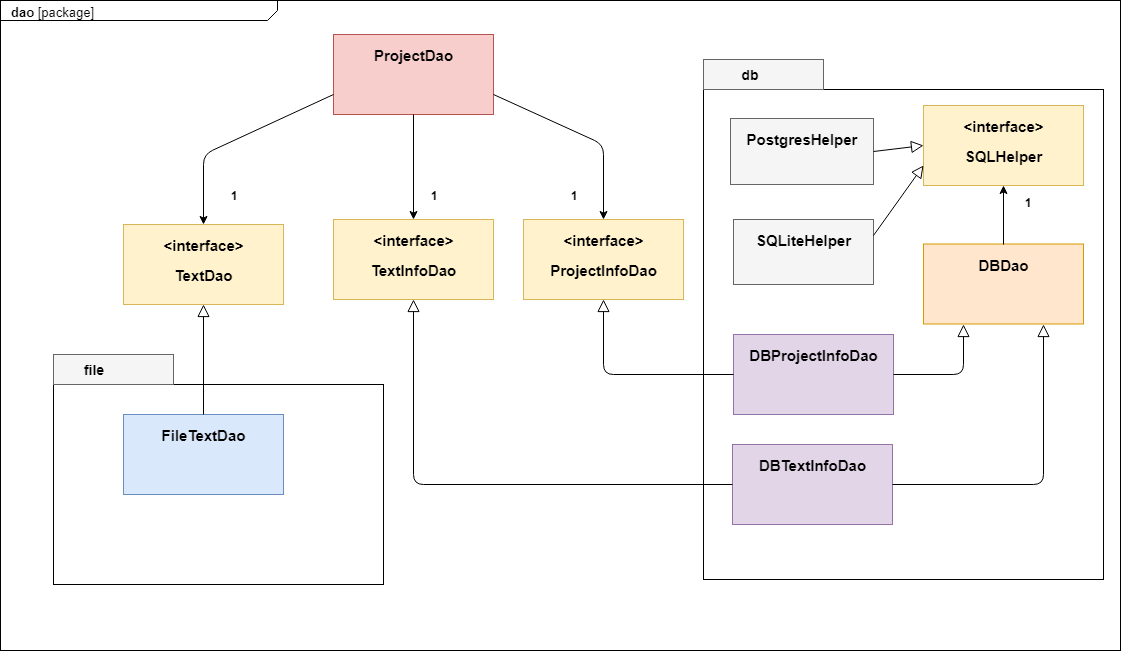 dao [package]
ProjectDao
db
PostgresHelper
<interface>
SQLHelper
1
1
1
1
<interface>
TextDao
<interface>
TextInfoDao
<interface>
ProjectInfoDao
SQLiteHelper
DBDao
file
DBProjectInfoDao
FileTextDao
DBTextInfoDao